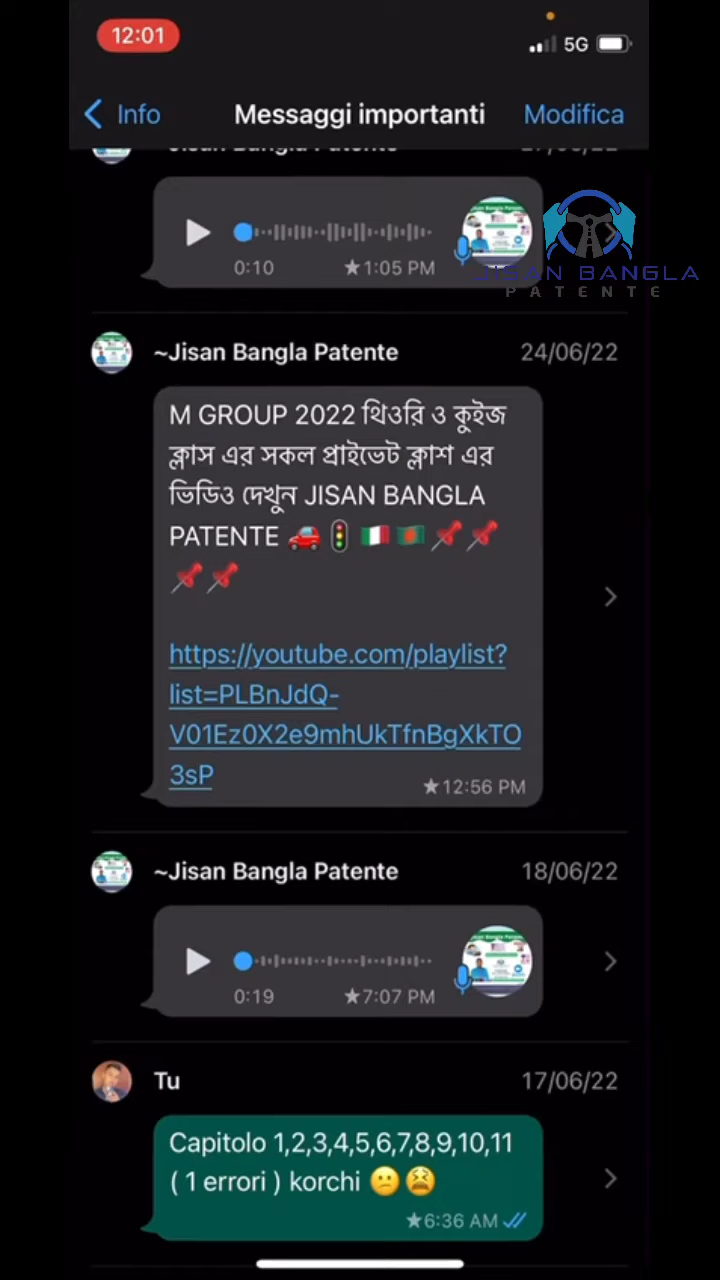 12:01
5G
Info
Messaggi importanti
Modifica
0:10
★1:05 PM
JISAN BANGLA
PATENTE
~Jisan Bangla Patente
24/06/22
M GROUP 2022 থিওরি ও কুইজ
ক্লাস এর সকল প্রাইভেট ক্লাশ এর
ভিডিও দেখুন JISAN BANGLA
PATENTE 🚗🚦🇮🇹🇧🇩📌📌
📌📌
https://youtube.com/playlist?
list=PLBnJdQ-
V01Ez0X2e9mhUkTfnBgXkTO
3sP
★12:56 PM
~Jisan Bangla Patente
18/06/22
0:19
★7:07 PM
Tu
17/06/22
Capitolo 1,2,3,4,5,6,7,8,9,10,11
( 1 errori ) korchi 😕😫
★6:36 AM